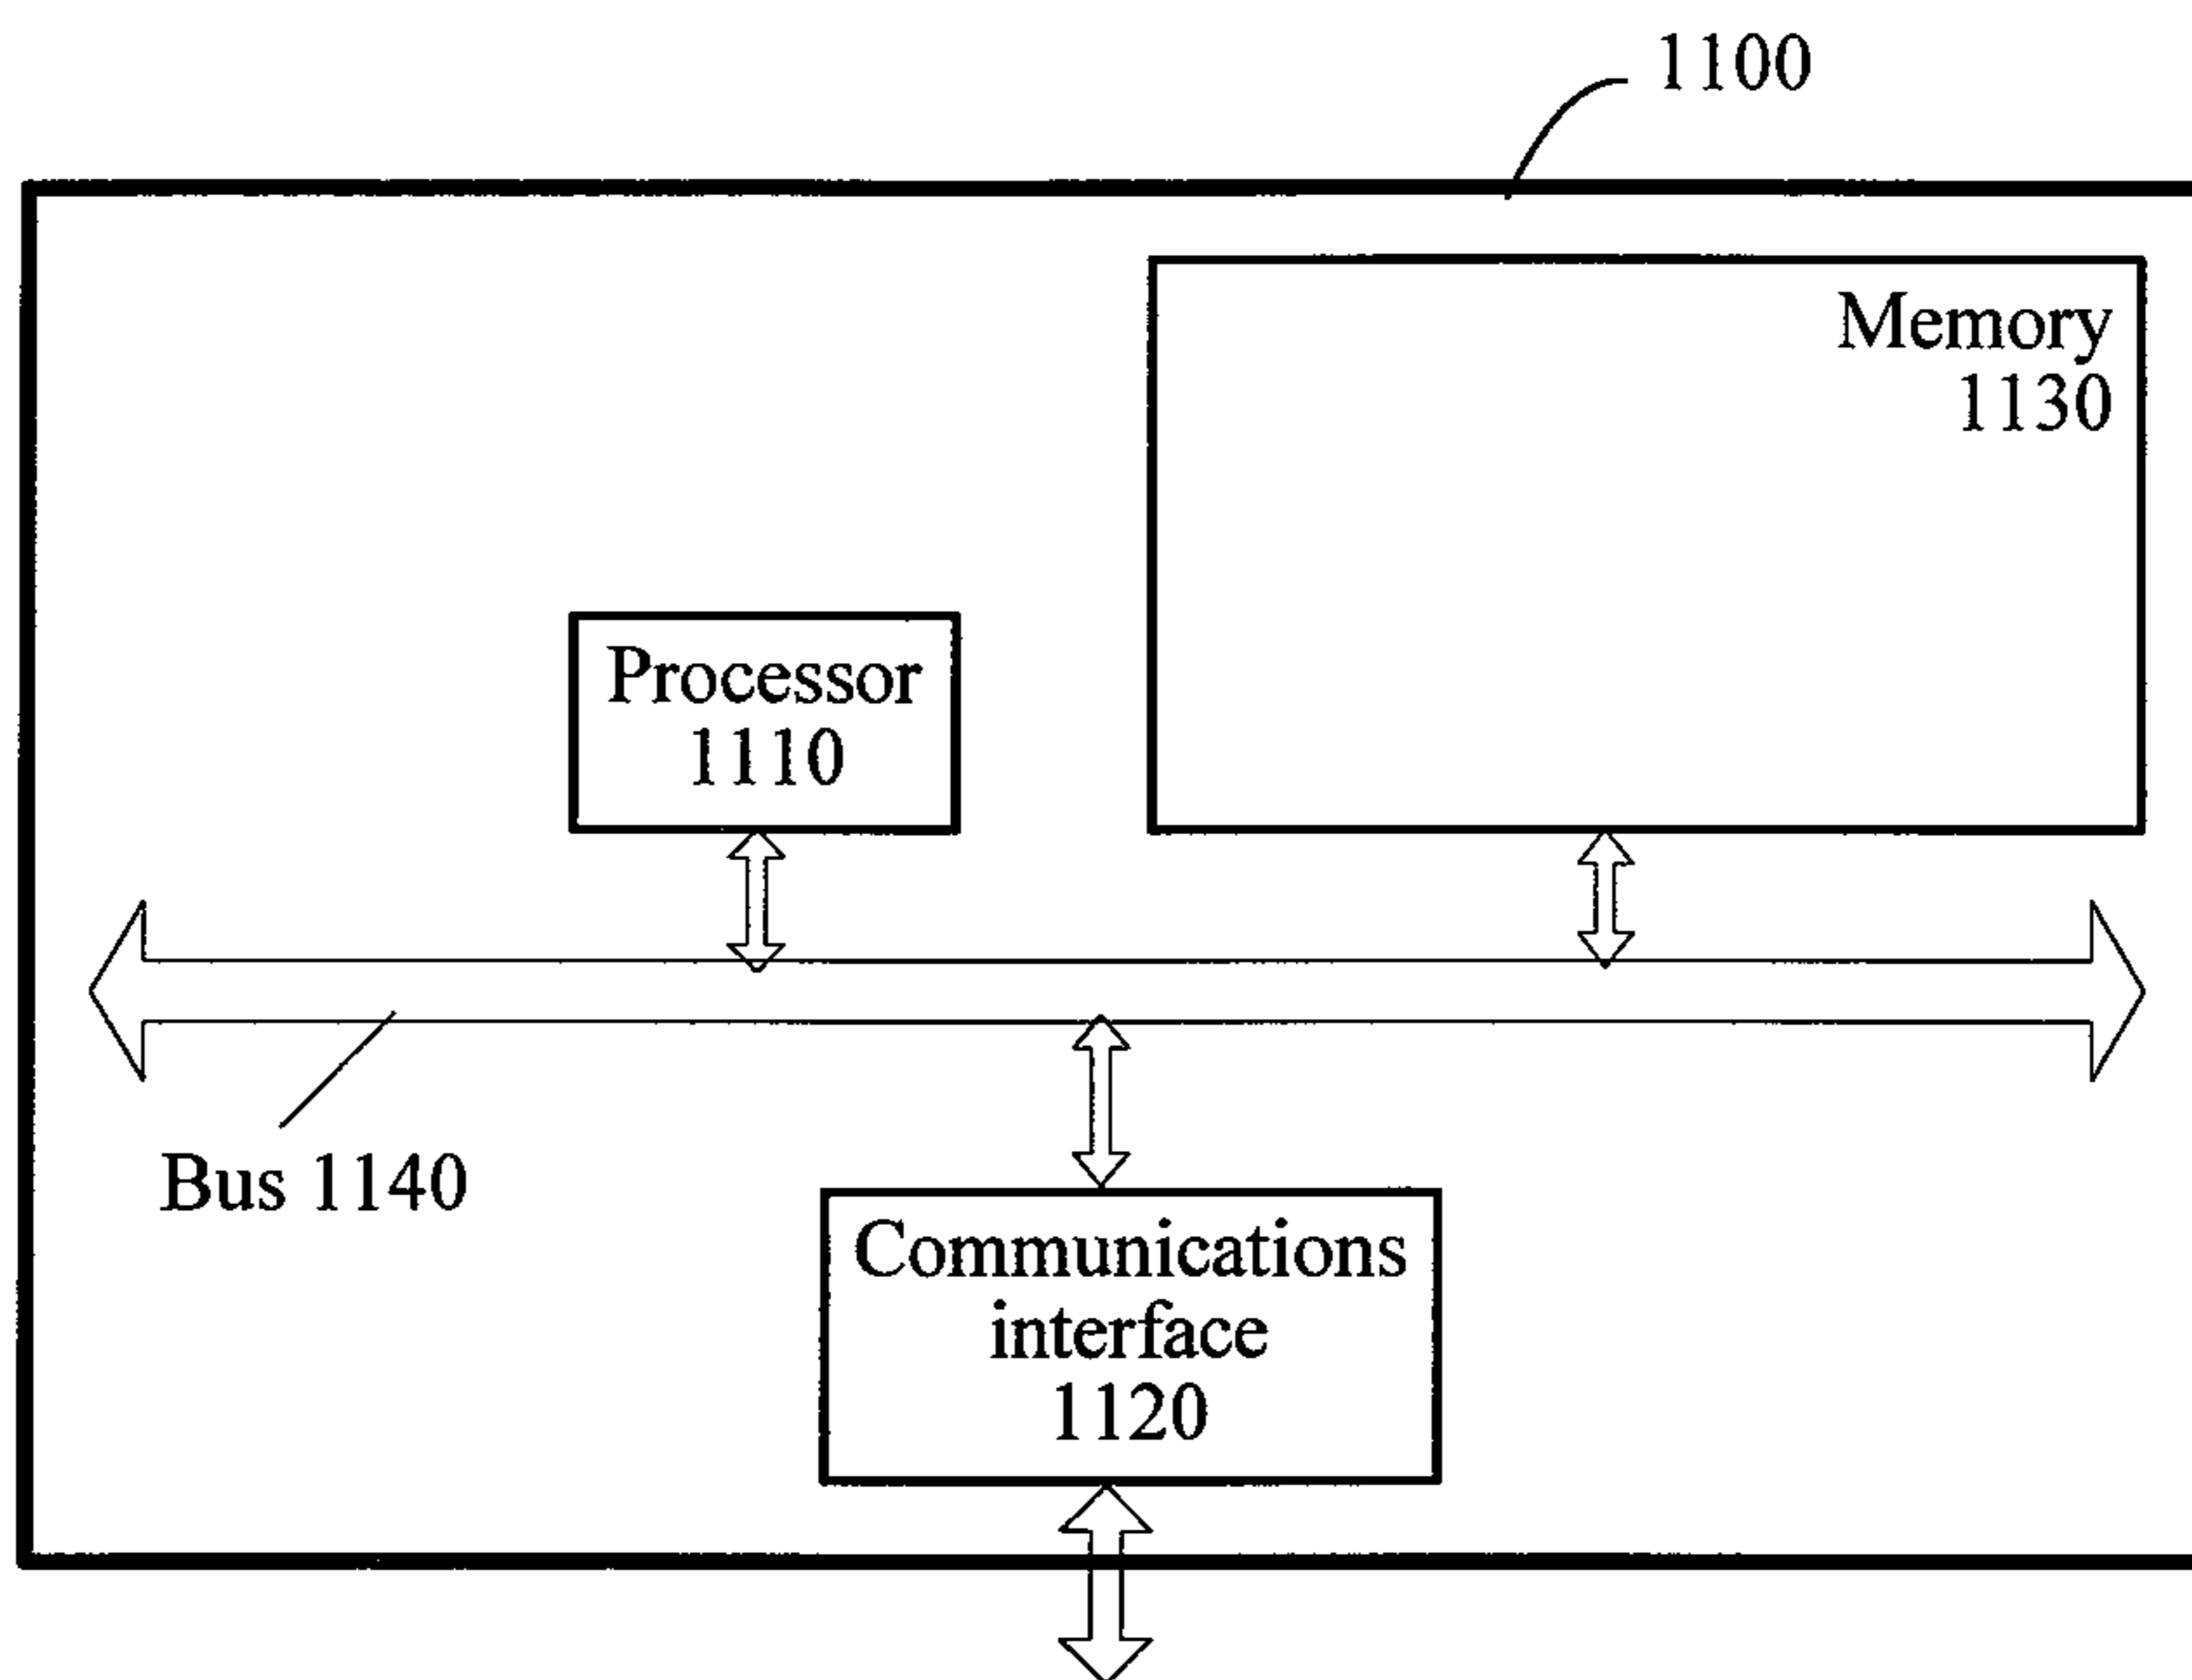 1100
Memory
1130
Processor
1110
Bus 1140
Communications
interface
1120